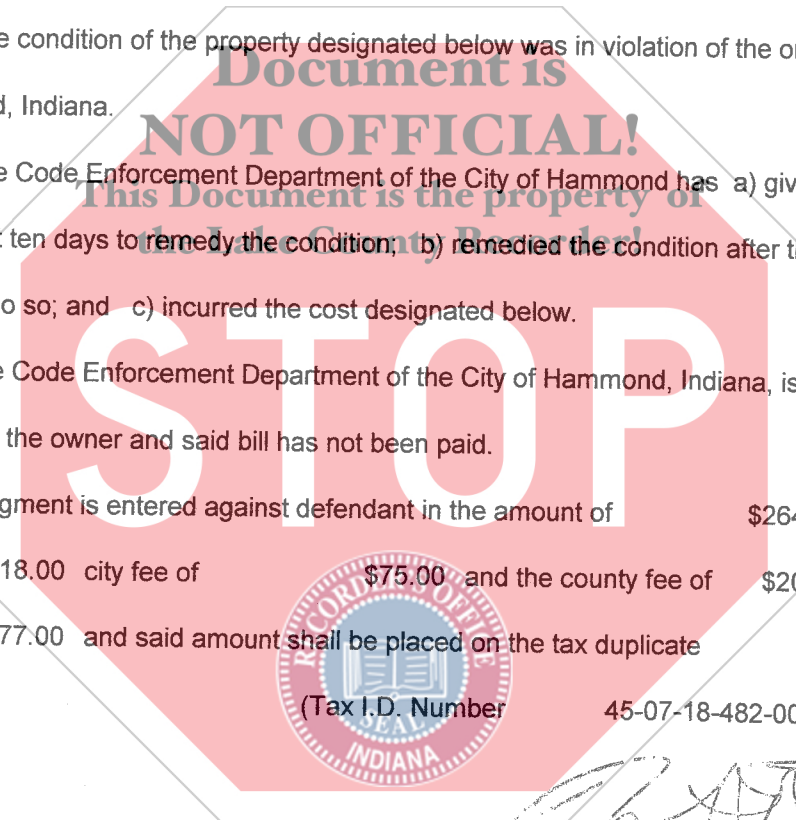 e condition of the property designated below was in violation of the o
Document is
d, Indiana.
NOT OFFICIAL!
e Code Enforcement Department of the City of Hammond has a) giv
This Document is the property of
t ten days to remedy the condition; b) remedied the condition after t
the Lake County Recorder!
o so; and c) incurred the cost designated below.
STOP
e Code Enforcement Department of the City of Hammond, Indiana, is
the owner and said bill has not been paid.
gment is entered against defendant in the amount of $264
18.00 city fee of $75.00 and the county fee of $20
77.00 and said amount shall be placed on the tax duplicate
RECORDER'S OFFICE
(Tax I.D. Number 45-07-18-482-00
SEAL
INDIANA